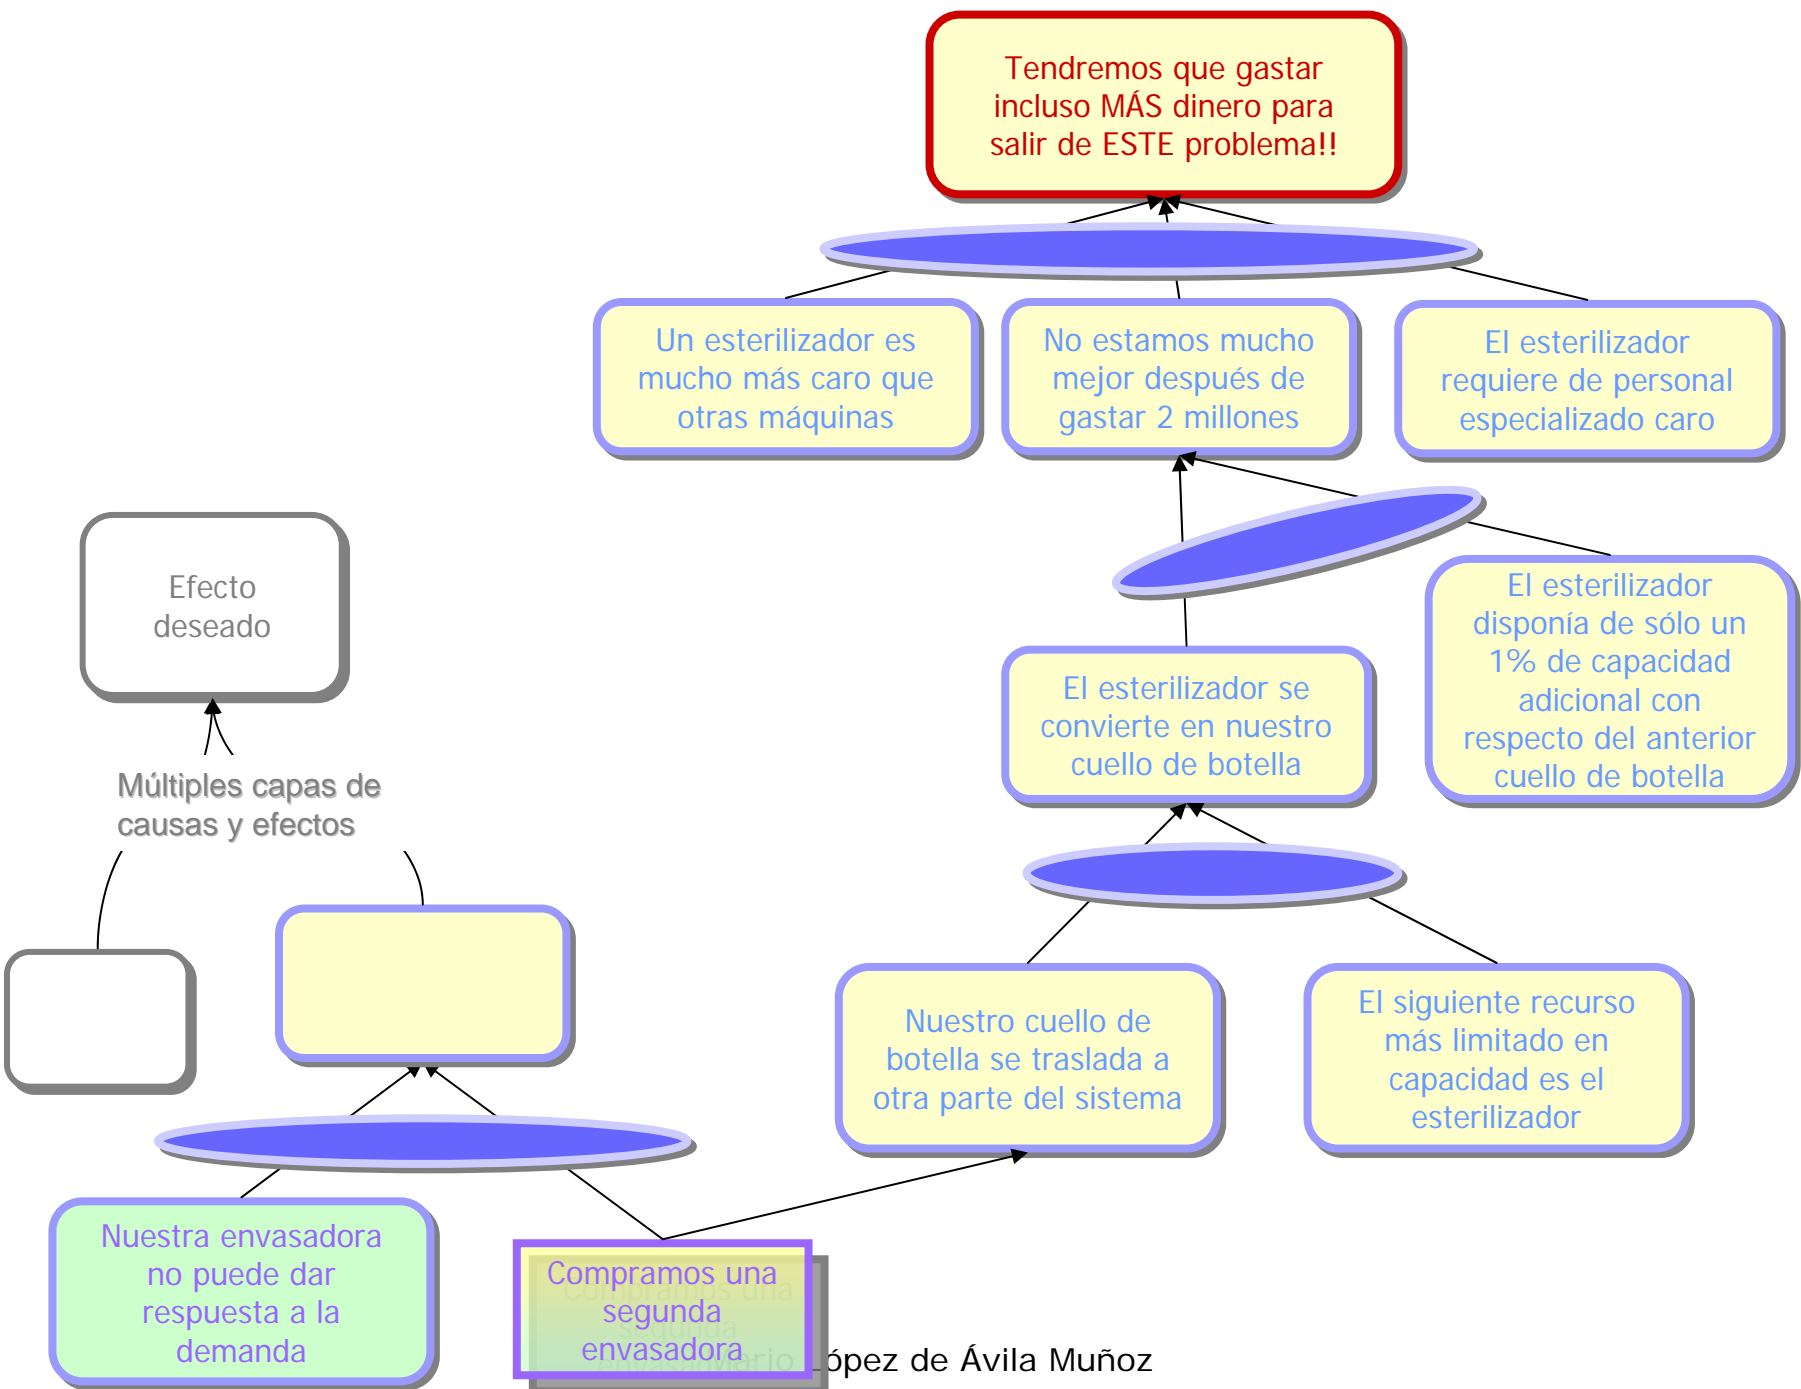 Tendremos que gastar
incluso MÁS dinero para
salir de ESTE problema!!
Un esterilizador es
mucho más caro que
otras máquinas
No estamos mucho
mejor después de
gastar 2 millones
El esterilizador
requiere de personal
especializado caro
Efecto
deseado
El esterilizador
disponía de sólo un
1% de capacidad
adicional con
respecto del anterior
cuello de botella
El esterilizador se
convierte en nuestro
cuello de botella
Múltiples capas de
causas y efectos
Nuestro cuello de
botella se traslada a
otra parte del sistema
El siguiente recurso
más limitado en
capacidad es el
esterilizador
Nuestra envasadora
no puede dar
respuesta a la
demanda
Compramos una
segunda
envasadora
Mario López de Ávila Muñoz